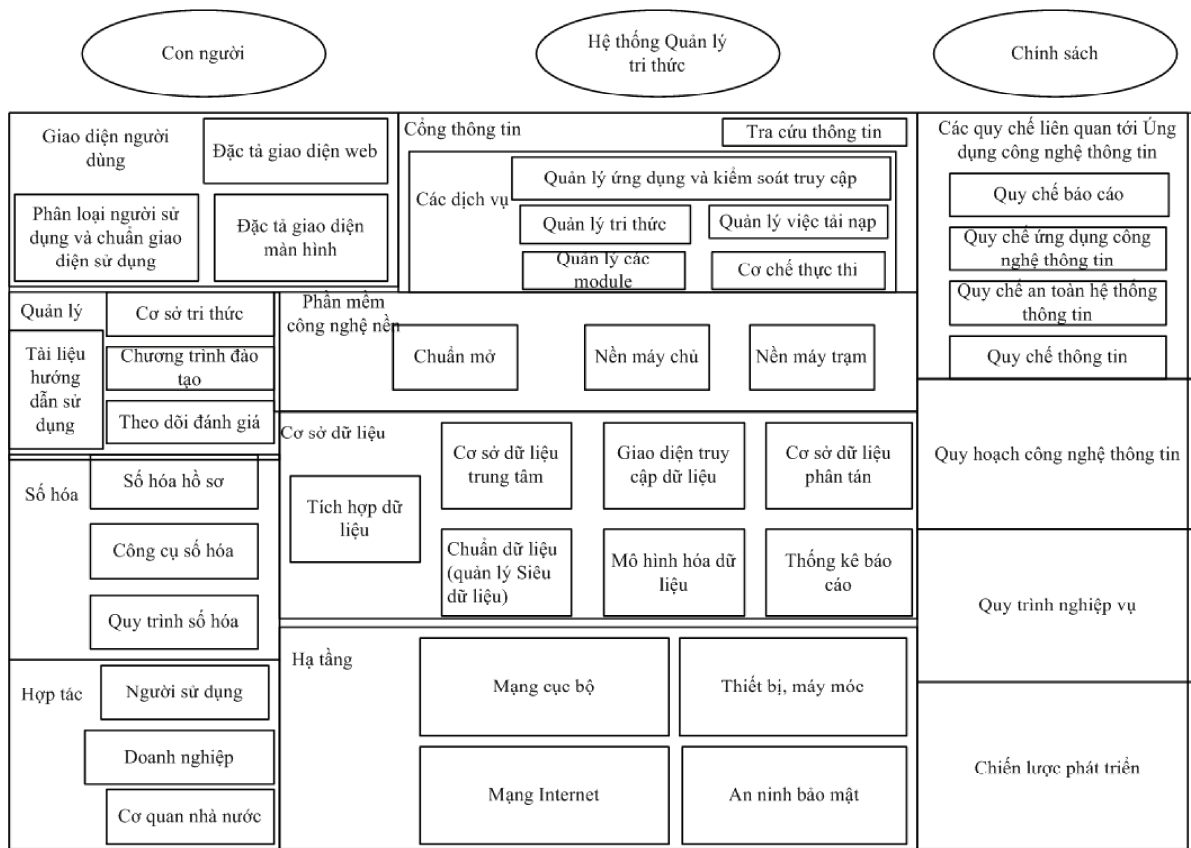 Con người
Hệ thống Quản lý
tri thức
Chính sách
Giao diện người
dùng
Đặc tả giao diện web
Phân loại người sử
dụng và chuẩn giao
diện sử dụng
Đặc tả giao diện
màn hình
Cổng thông tin
Tra cứu thông tin
Các dịch vụ
Quản lý ứng dụng và kiểm soát truy cập
Quản lý tri thức
Quản lý việc tải nạp
Quản lý các
module
Cơ chế thực thi
Các quy chế liên quan tới Ứng
dụng công nghệ thông tin
Quy chế báo cáo
Quy chế ứng dụng công
nghệ thông tin
Quy chế an toàn hệ thống
thông tin
Quy chế thông tin
Quản lý
Cơ sở tri thức
Tài liệu
hướng
dẫn sử
dụng
Chương trình đào
tạo
Theo dõi đánh giá
Phần mềm
công nghệ nền
Chuẩn mở
Nền máy chủ
Nền máy trạm
Cơ sở dữ liệu
Tích hợp dữ
liệu
Cơ sở dữ liệu
trung tâm
Giao diện truy
cập dữ liệu
Cơ sở dữ liệu
phân tán
Chuẩn dữ liệu
(quản lý Siêu
dữ liệu)
Mô hình hóa dữ
liệu
Thống kê báo
cáo
Quy hoạch công nghệ thông tin
Số hóa
Số hóa hồ sơ
Công cụ số hóa
Quy trình số hóa
Quy trình nghiệp vụ
Hợp tác
Người sử dụng
Doanh nghiệp
Cơ quan nhà nước
Hạ tầng
Mạng cục bộ
Thiết bị, máy móc
Mạng Internet
An ninh bảo mật
Chiến lược phát triển